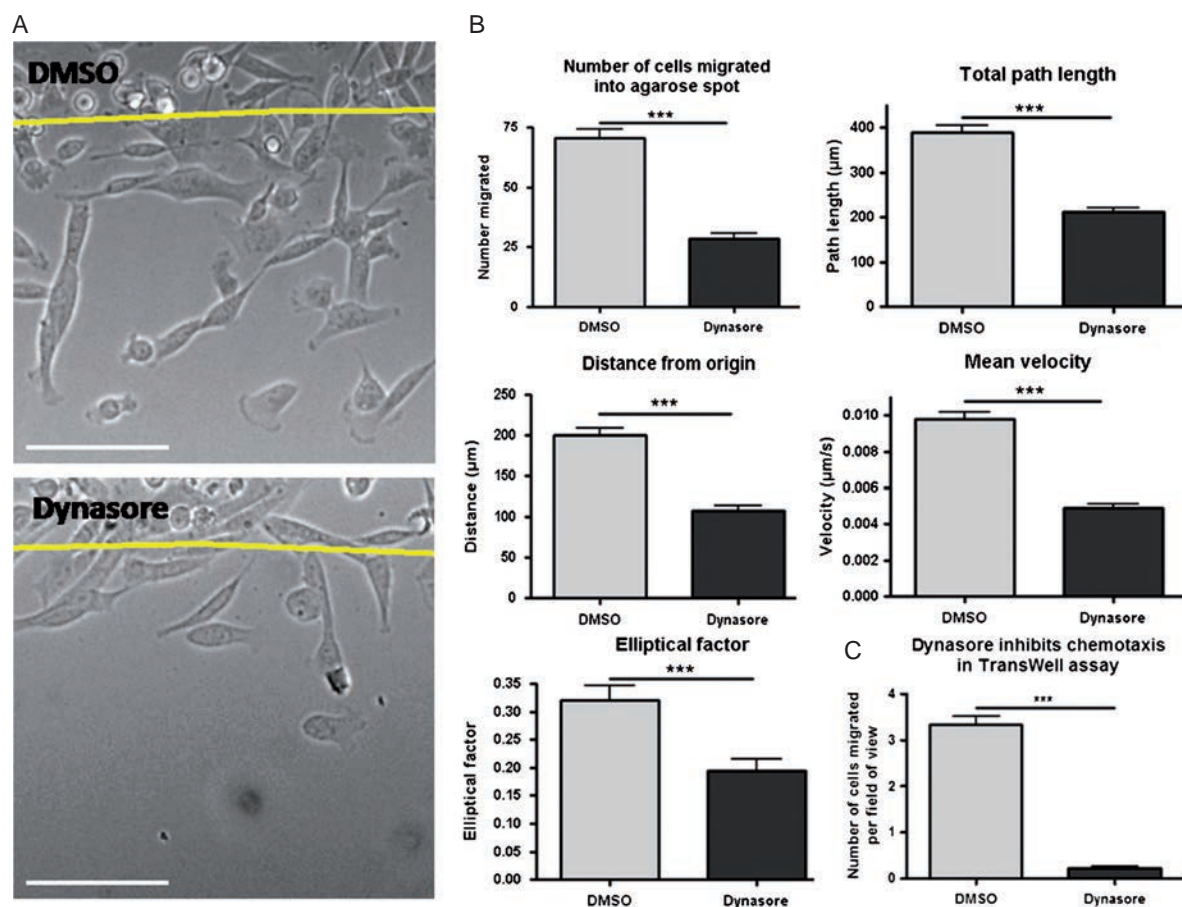 A
DMSO
Dynasore
B
Number of cells migrated
into agarose spot
***
75
50
25
0
Number migrated
DMSO
Dynasore
Total path length
***
400
300
200
100
0
Path length (µm)
DMSO
Dynasore
Distance from origin
***
250
200
150
100
50
0
Distance (µm)
DMSO
Dynasore
Mean velocity
***
0.010
0.008
0.006
0.004
0.002
0.000
Velocity (µm/s)
DMSO
Dynasore
Elliptical factor
***
0.35
0.30
0.25
0.20
0.15
0.10
0.05
0.00
Elliptical factor
DMSO
Dynasore
C
Dynasore inhibits chemotaxis
in TransWell assay
***
4
3
2
1
0
Number of cells migrated
per field of view
DMSO
Dynasore